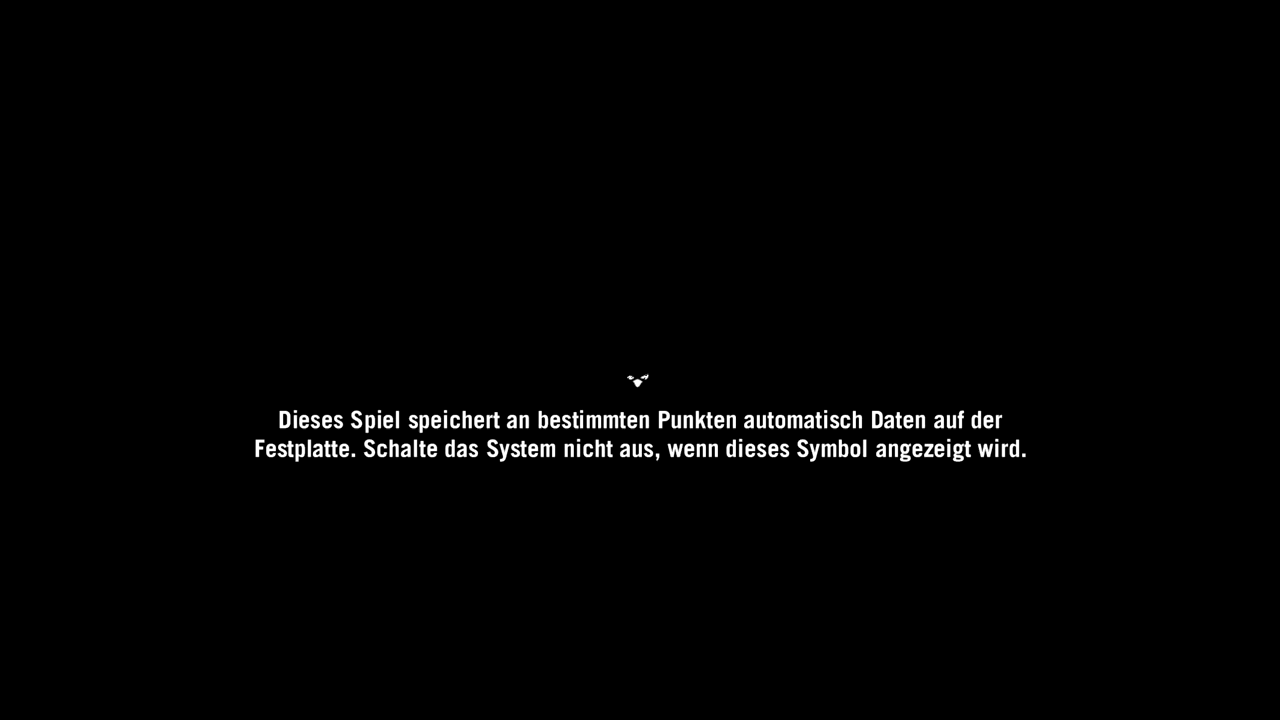 Dieses Spiel speichert an bestimmten Punkten automatisch Daten auf der
Festplatte. Schalte das System nicht aus, wenn dieses Symbol angezeigt wird.